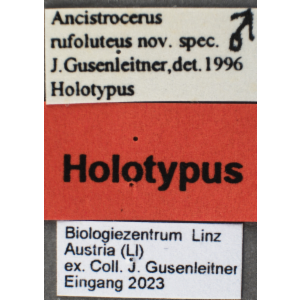 Ancistrocerus
rufoluteus nov. spec. ♂
J.Gusenleitner,det.1996
Holotypus
Holotypus
Biologiezentrum Linz
Austria (LI)
ex. Coll. J. Gusenleitner
Eingang 2023